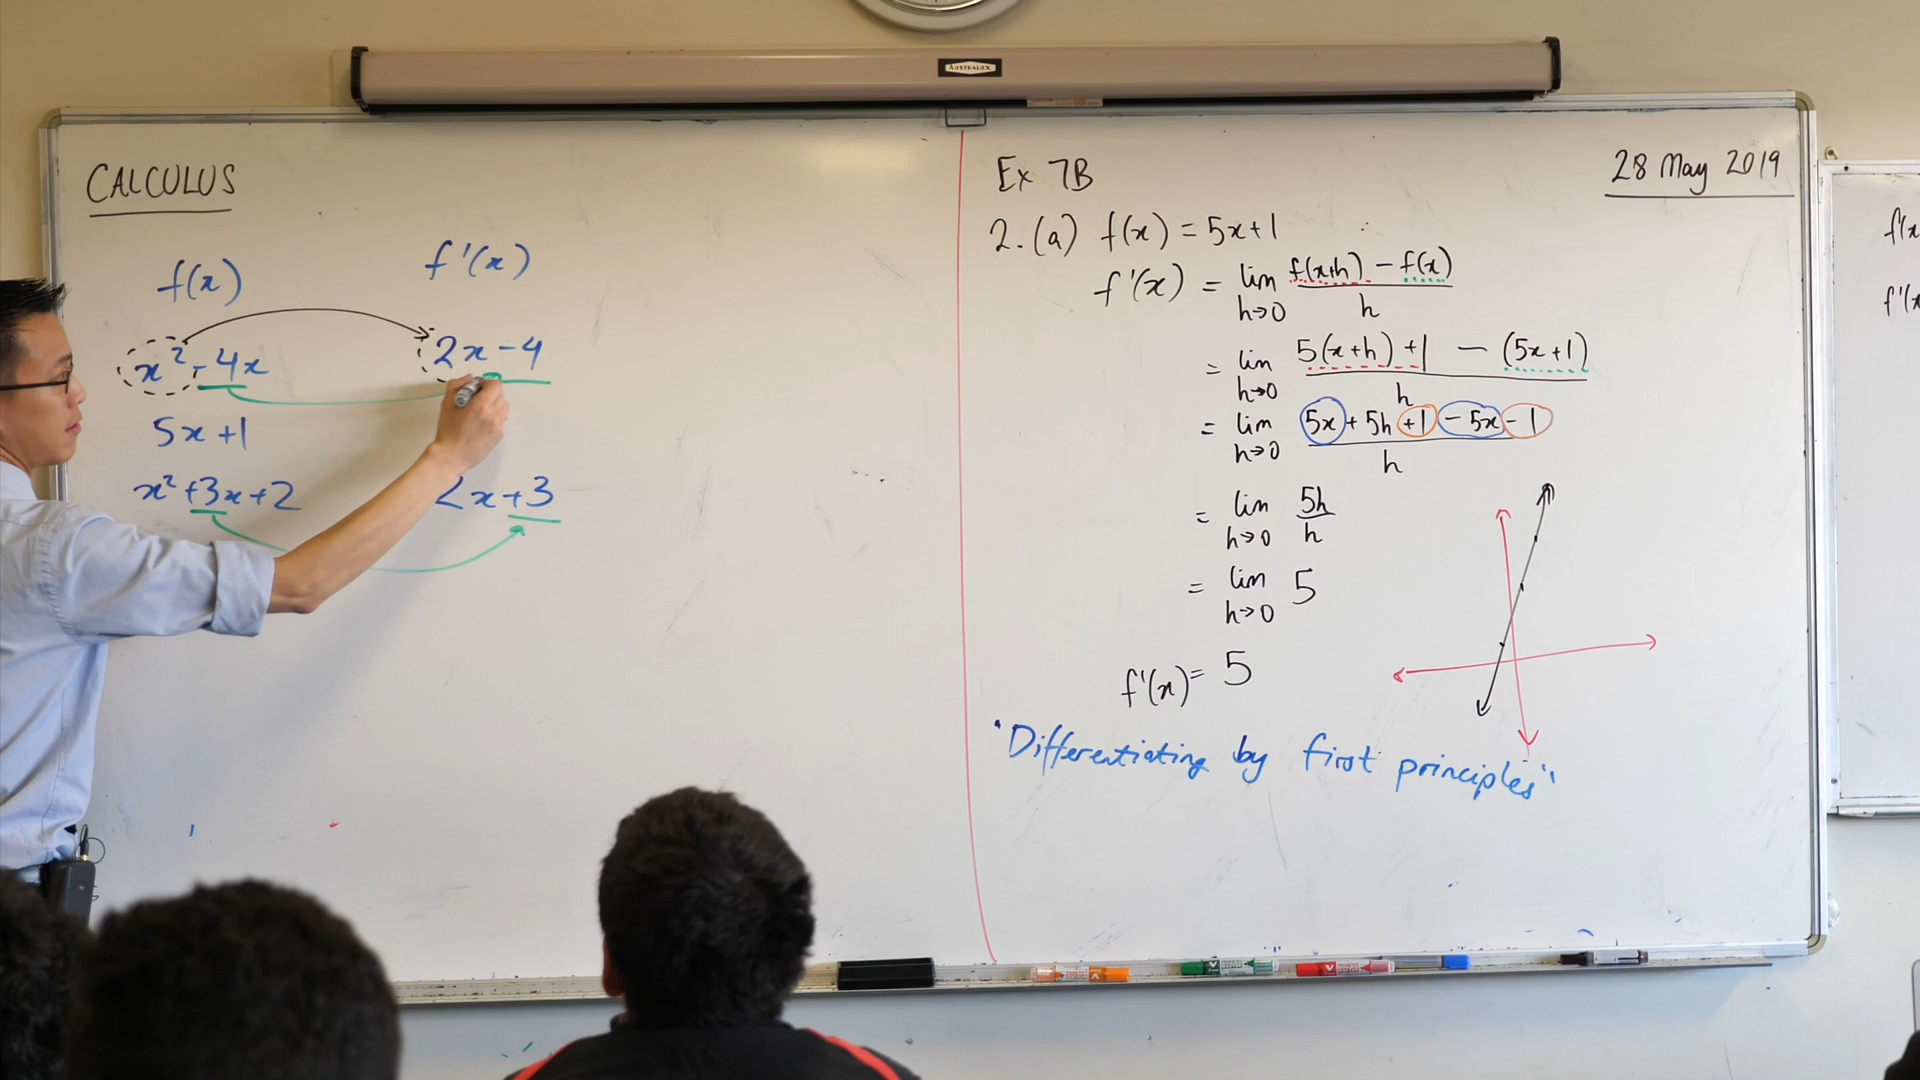 AUSTRALUX
CALCULUS
f(x) f'(x)
x² - 4x 2x - 4
5x + 1
x² + 3x + 2 2x + 3
Ex 7B
28 May 2019
2. (a) f(x) = 5x + 1
f'(x) = lim h→0 f(x+h) - f(x) / h
= lim h→0 5(x+h) + 1 - (5x+1) / h
= lim h→0 5x + 5h + 1 - 5x - 1 / h
= lim h→0 5h / h
= lim h→0 5
f'(x) = 5
"Differentiating by first principles"
f'(x
f'(x